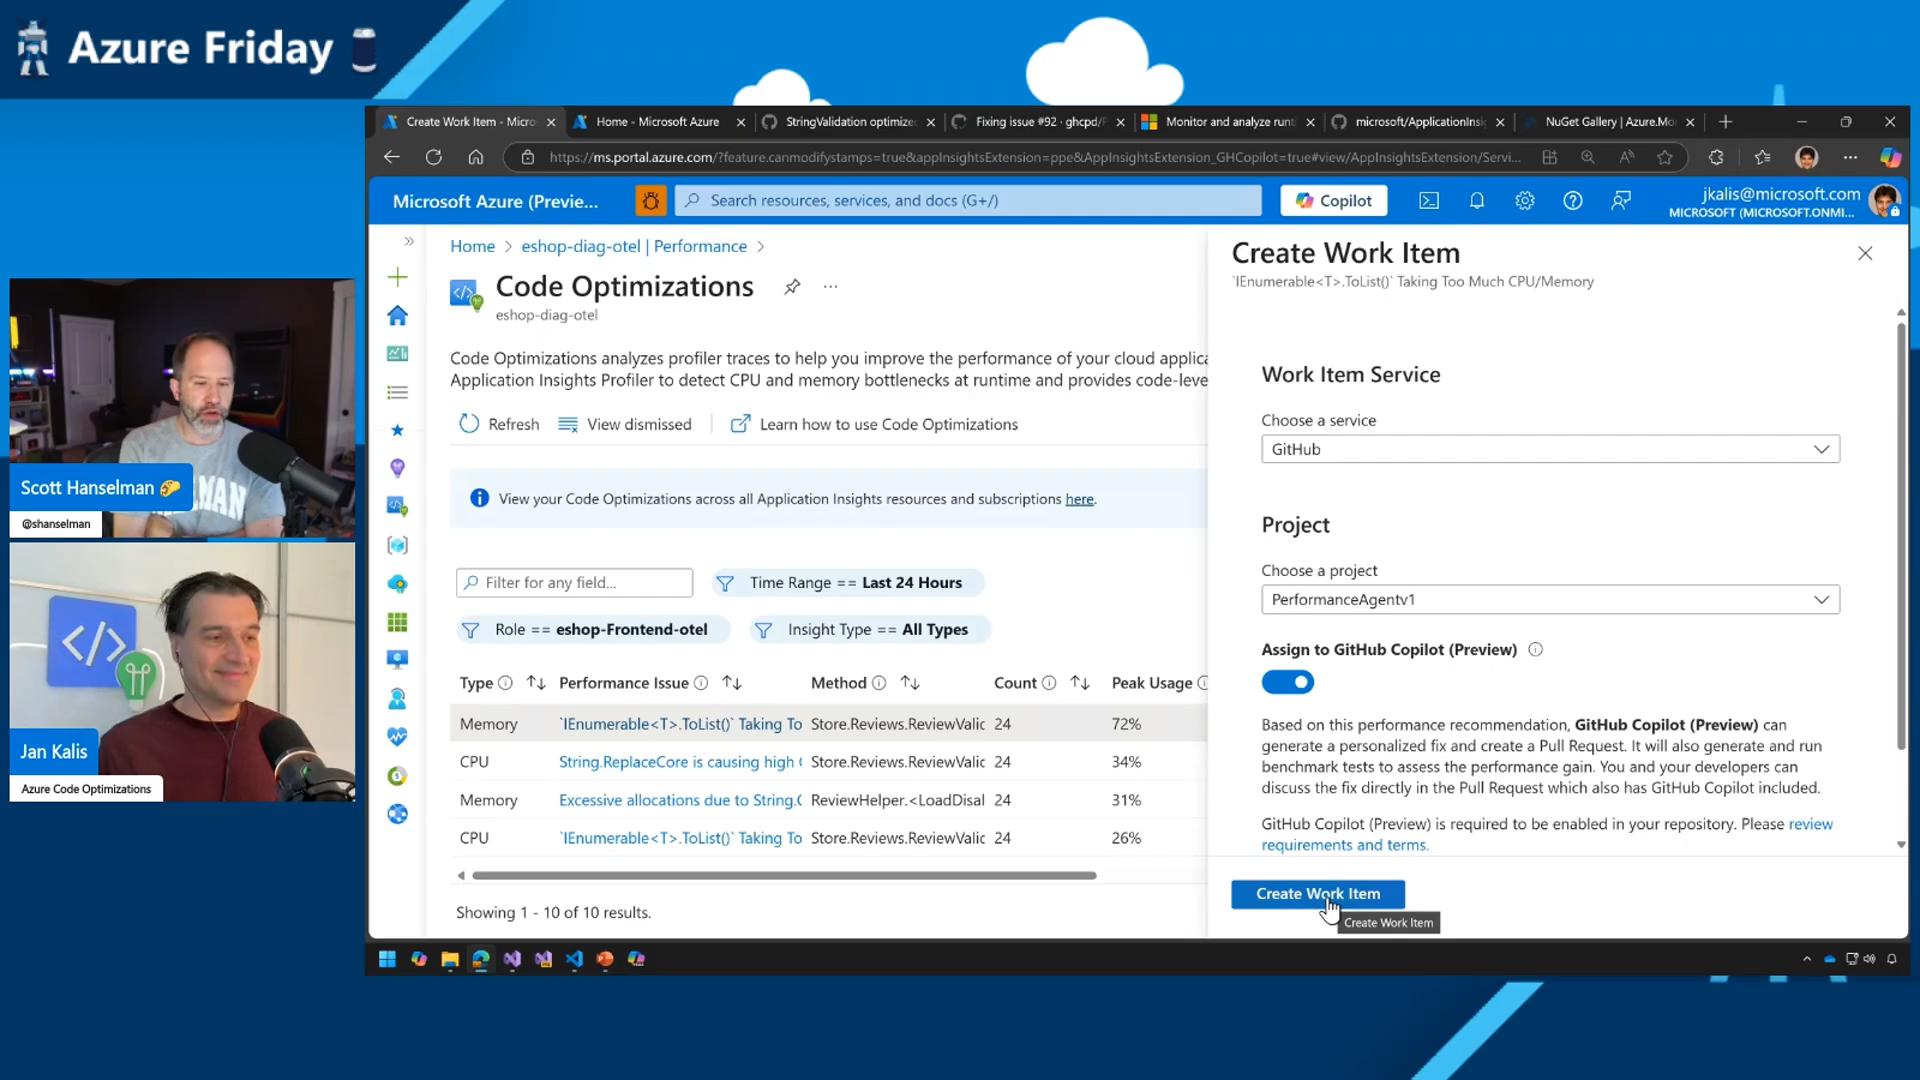 Azure Friday
Create Work Item - Micro
Home - Microsoft Azure
StringValidation optimize
Fixing issue #92 · ghcpd/P
Monitor and analyze runt
microsoft/ApplicationInsi
NuGet Gallery | Azure.Mo
https://ms.portal.azure.com/?feature.canmodifystamps=true&appInsightsExtension=ppe&AppInsightsExtension_GHCopilot=true#view/AppInsightsExtension/Servi...
Microsoft Azure (Previe...
Search resources, services, and docs (G+/)
Copilot
jkalis@microsoft.com
MICROSOFT (MICROSOFT.ONMI...
Home > eshop-diag-otel | Performance >
Code Optimizations
eshop-diag-otel
Code Optimizations analyzes profiler traces to help you improve the performance of your cloud applica
Application Insights Profiler to detect CPU and memory bottlenecks at runtime and provides code-leve
Refresh View dismissed Learn how to use Code Optimizations
View your Code Optimizations across all Application Insights resources and subscriptions here.
Filter for any field...
Time Range == Last 24 Hours
Role == eshop-Frontend-otel
Insight Type == All Types
Type Performance Issue Method Count Peak Usage
Memory `IEnumerable<T>.ToList()` Taking To Store.Reviews.ReviewValic 24 72%
CPU String.ReplaceCore is causing high Store.Reviews.ReviewValic 24 34%
Memory Excessive allocations due to String.C ReviewHelper.<LoadDisal 24 31%
CPU `IEnumerable<T>.ToList()` Taking To Store.Reviews.ReviewValic 24 26%
Showing 1 - 10 of 10 results.
Create Work Item
`IEnumerable<T>.ToList()` Taking Too Much CPU/Memory
Work Item Service
Choose a service
GitHub
Project
Choose a project
PerformanceAgentv1
Assign to GitHub Copilot (Preview)
Based on this performance recommendation, GitHub Copilot (Preview) can
generate a personalized fix and create a Pull Request. It will also generate and run
benchmark tests to assess the performance gain. You and your developers can
discuss the fix directly in the Pull Request which also has GitHub Copilot included.
GitHub Copilot (Preview) is required to be enabled in your repository. Please review
requirements and terms.
Create Work Item
Create Work Item
Scott Hanselman
@shanselman
Jan Kalis
Azure Code Optimizations